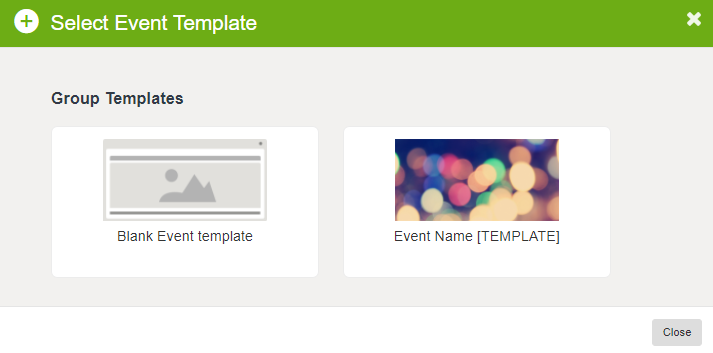 Select Event Template
Group Templates
Blank Event template
Event Name [TEMPLATE]
Close